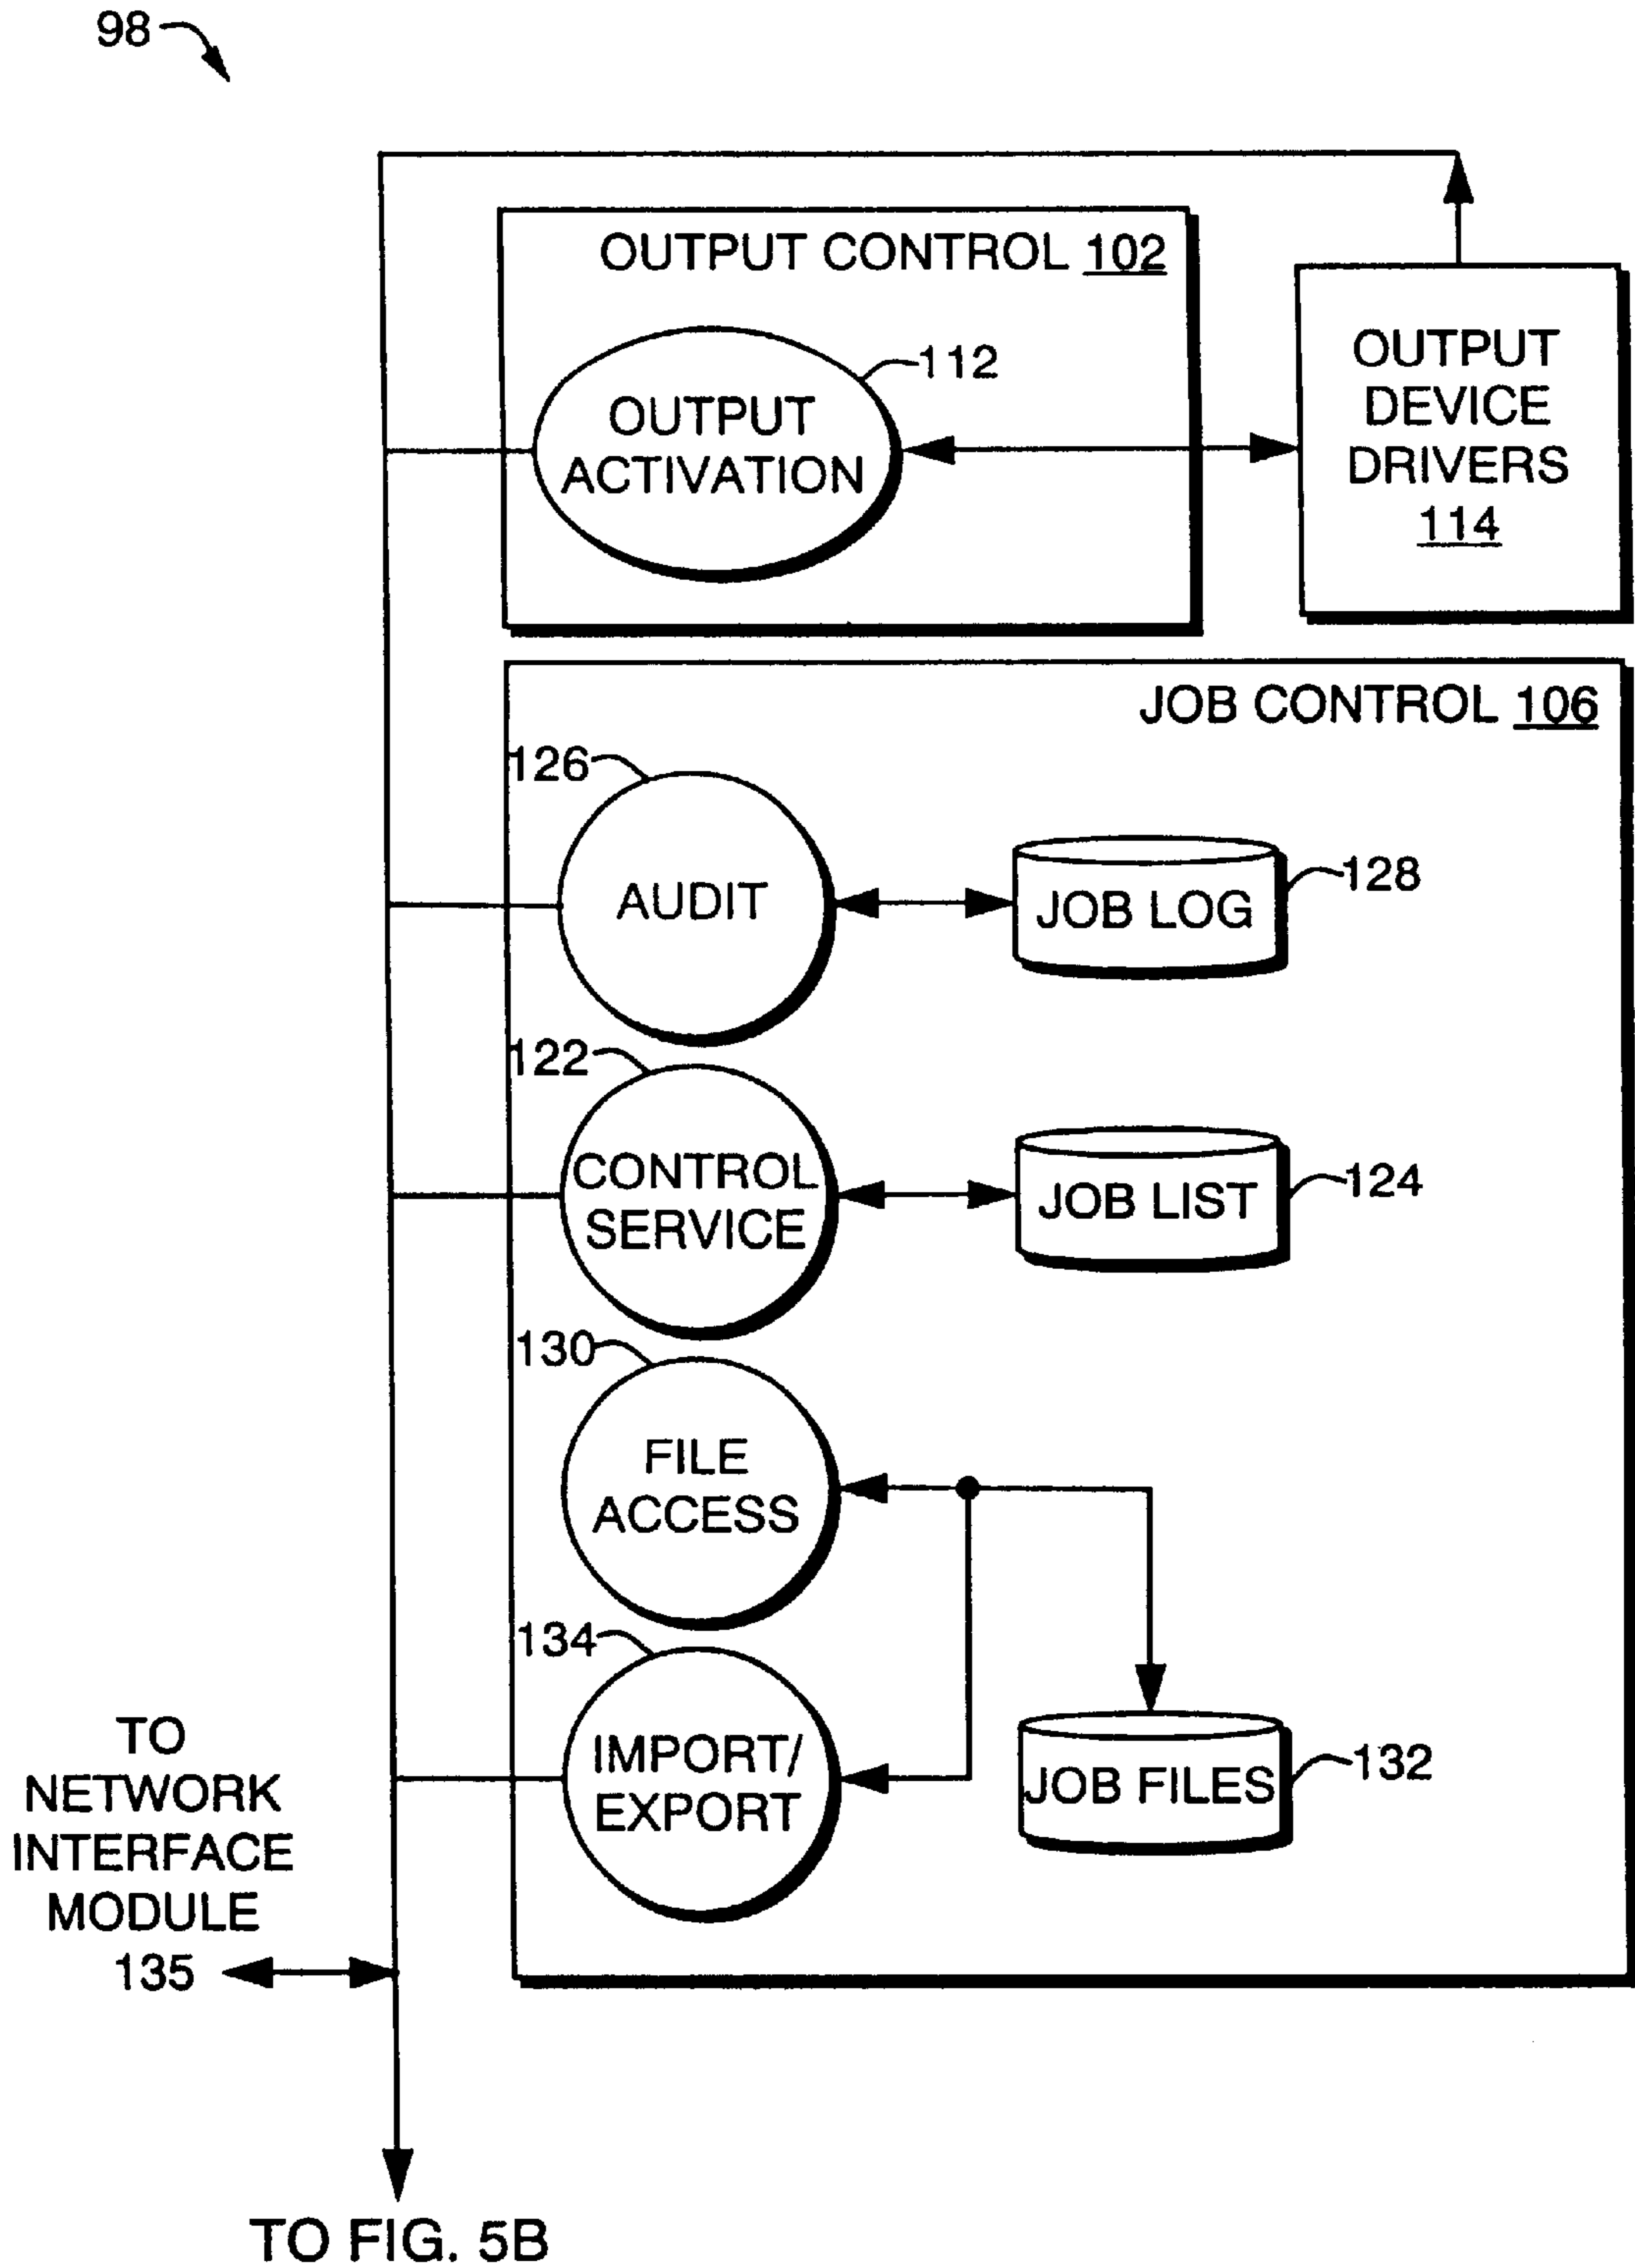 98
OUTPUT CONTROL 102
112
OUTPUT
ACTIVATION
OUTPUT
DEVICE
DRIVERS
114
JOB CONTROL 106
126
AUDIT
JOB LOG
128
122
CONTROL
SERVICE
JOB LIST
124
130
FILE
ACCESS
134
IMPORT/
EXPORT
JOB FILES
132
TO
NETWORK
INTERFACE
MODULE
135
TO FIG. 5B